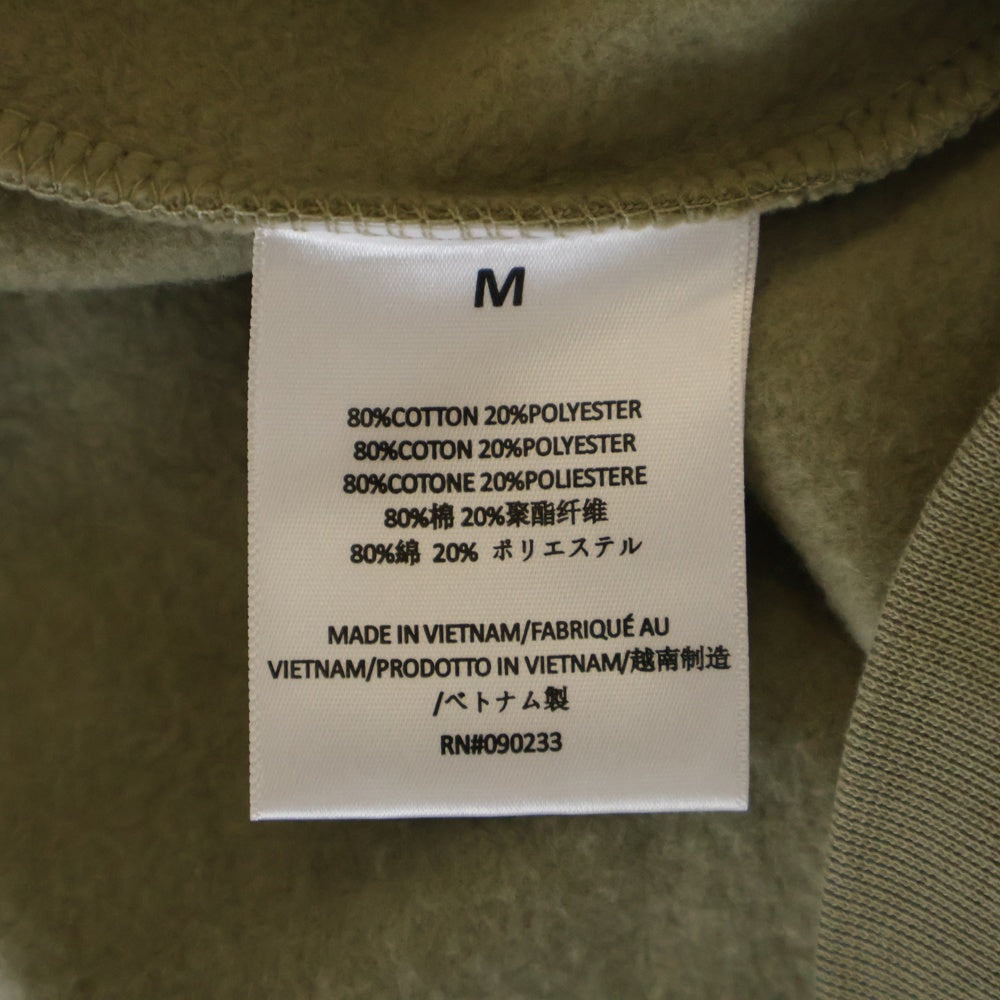 M
80%COTTON 20%POLYESTER
80%COTON 20%POLYESTER
80%COTONE 20%POLIESTERE
80%棉 20%聚酯纤维
80%綿 20% ポリエステル
MADE IN VIETNAM/FABRIQUÉ AU
VIETNAM/PRODOTTO IN VIETNAM/越南制造
/ベトナム製
RN#090233